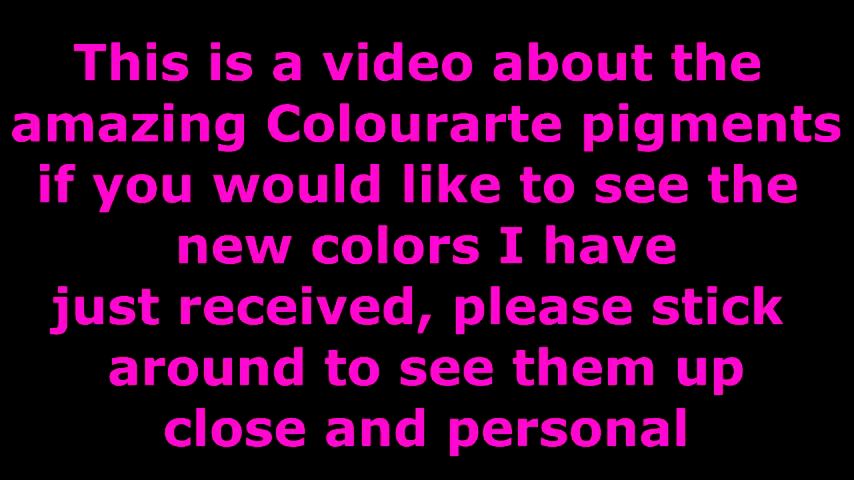 This is a video about the
amazing Colourarte pigments
if you would like to see the
new colors I have
just received, please stick
around to see them up
close and personal